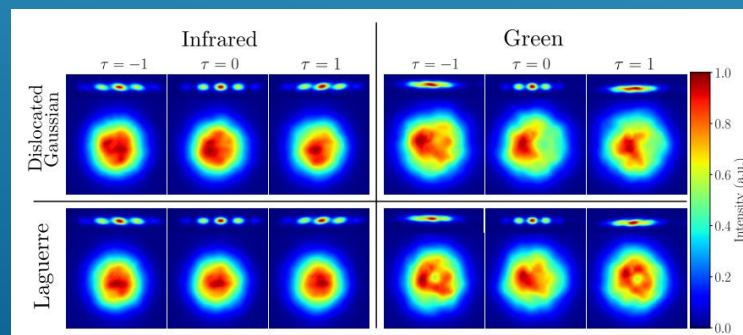 Infrared Green
τ = −1 τ = 0 τ = 1 τ = −1 τ = 0 τ = 1
Dislocated
Gaussian
Laguerre
1.0
0.8
0.6
0.4
0.2
0.0
Intensity (a.u.)